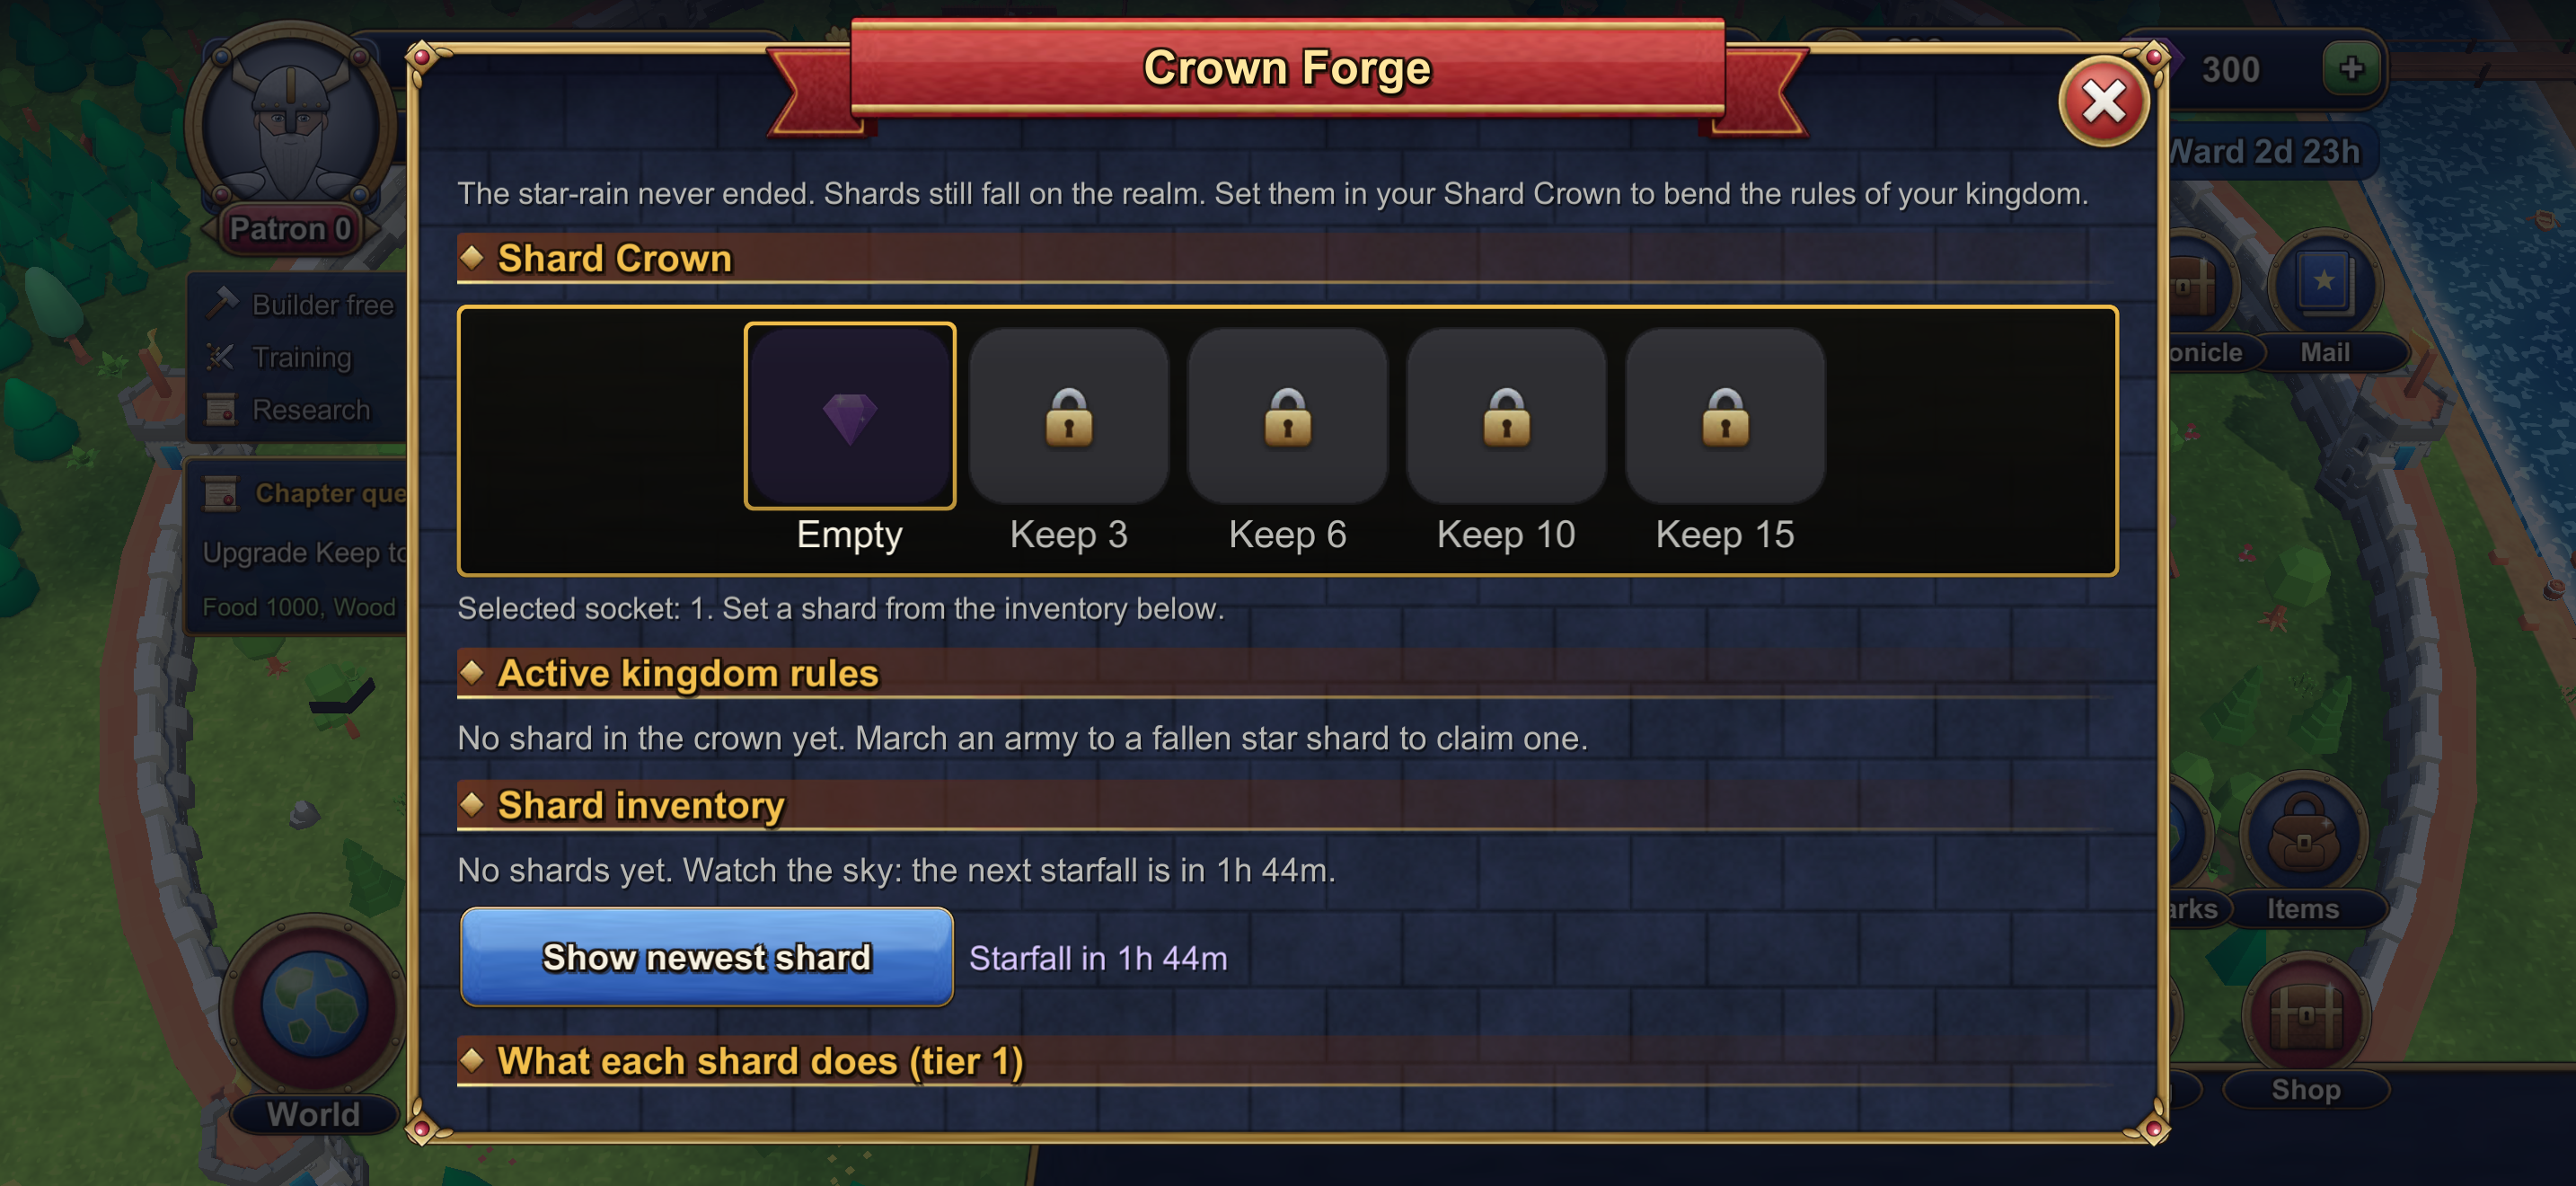 Crown Forge
300
Ward 2d 23h
Patron 0
The star-rain never ended. Shards still fall on the realm. Set them in your Shard Crown to bend the rules of your kingdom.
Shard Crown
Builder free
Training
Research
onicle
Mail
Empty
Keep 3
Keep 6
Keep 10
Keep 15
Chapter que
Upgrade Keep to
Food 1000, Wood
Selected socket: 1. Set a shard from the inventory below.
Active kingdom rules
No shard in the crown yet. March an army to a fallen star shard to claim one.
Shard inventory
No shards yet. Watch the sky: the next starfall is in 1h 44m.
Show newest shard
Starfall in 1h 44m
arks
Items
What each shard does (tier 1)
World
Shop